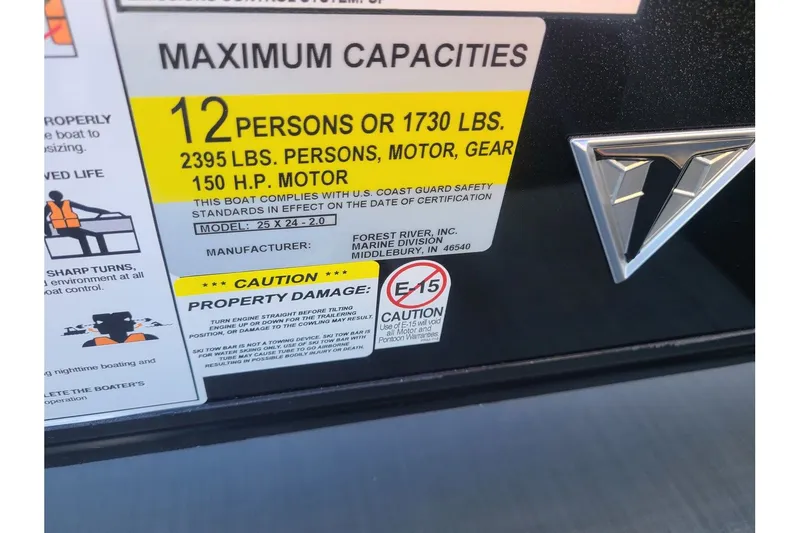 EMISSIONS CONTROL SYSTEM: SP
MAXIMUM CAPACITIES
12 PERSONS OR 1730 LBS.
2395 LBS. PERSONS, MOTOR, GEAR
150 H.P. MOTOR
THIS BOAT COMPLIES WITH U.S. COAST GUARD SAFETY
STANDARDS IN EFFECT ON THE DATE OF CERTIFICATION
MODEL: 25 X 24 - 2.0
MANUFACTURER:
FOREST RIVER, INC.
MARINE DIVISION
MIDDLEBURY, IN 46540
*** CAUTION ***
PROPERTY DAMAGE:
TURN ENGINE STRAIGHT BEFORE TILTING
ENGINE UP OR DOWN FOR THE TRAILERING
POSITION, OR DAMAGE TO THE COWLING MAY RESULT.
SKI TOW BAR IS NOT A TOWING DEVICE. SKI TOW BAR IS
FOR WATER SKIING ONLY, USE OF SKI TOW BAR WITH
TUBE MAY CAUSE TUBE TO GO AIRBORNE
RESULTING IN POSSIBLE BODILY INJURY OR DEATH.
E-15
CAUTION
Use of E-15 will void
all Motor and
Pontoon Warranties
ROPERLY
e boat to
sizing.
VED LIFE
SHARP TURNS,
environment at all
oat control.
g nighttime boating and
LETE THE BOATER'S
operation